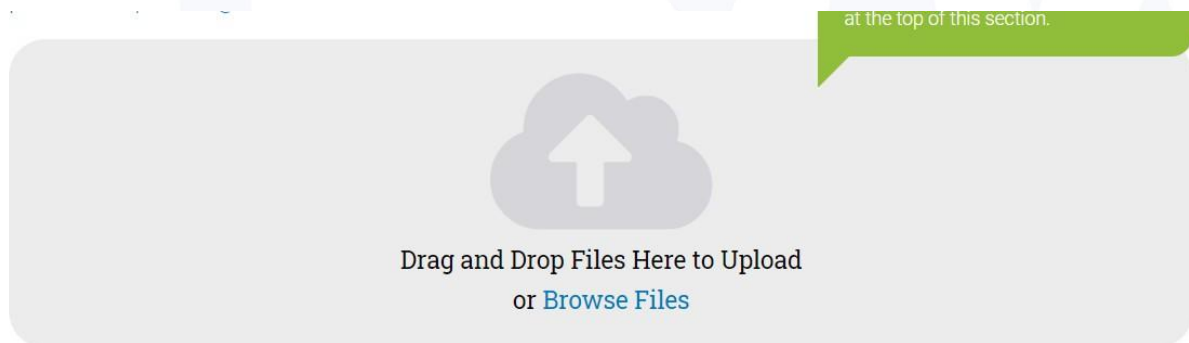 at the top of this section.
Drag and Drop Files Here to Upload
or Browse Files